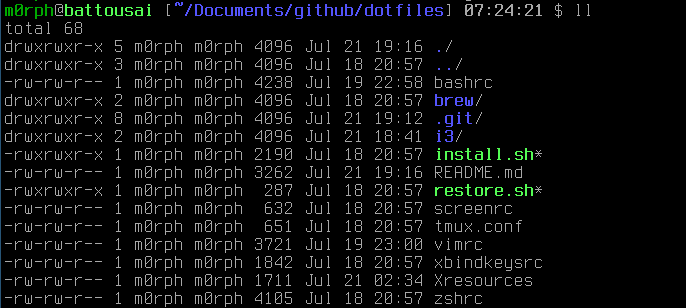 m0rph@battousai [~/Documents/github/dotfiles] 07:24:21 $ ll
total 68
drwxrwxr-x 5 m0rph m0rph 4096 Jul 21 19:16 ./
drwxrwxr-x 3 m0rph m0rph 4096 Jul 18 20:57 ../
-rw-rw-r-- 1 m0rph m0rph 4238 Jul 19 22:58 bashrc
drwxrwxr-x 2 m0rph m0rph 4096 Jul 18 20:57 brew/
drwxrwxr-x 8 m0rph m0rph 4096 Jul 21 19:12 .git/
drwxrwxr-x 2 m0rph m0rph 4096 Jul 21 18:41 i3/
-rwxrwxr-x 1 m0rph m0rph 2190 Jul 18 20:57 install.sh*
-rw-rw-r-- 1 m0rph m0rph 3262 Jul 21 19:16 README.md
-rwxrwxr-x 1 m0rph m0rph  287 Jul 18 20:57 restore.sh*
-rw-rw-r-- 1 m0rph m0rph  632 Jul 18 20:57 screenrc
-rw-rw-r-- 1 m0rph m0rph  651 Jul 18 20:57 tmux.conf
-rw-rw-r-- 1 m0rph m0rph 3721 Jul 19 23:00 vimrc
-rw-rw-r-- 1 m0rph m0rph 1842 Jul 18 20:57 xbindkeysrc
-rw-rw-r-- 1 m0rph m0rph 1711 Jul 21 02:34 Xresources
-rw-rw-r-- 1 m0rph m0rph 4105 Jul 18 20:57 zshrc